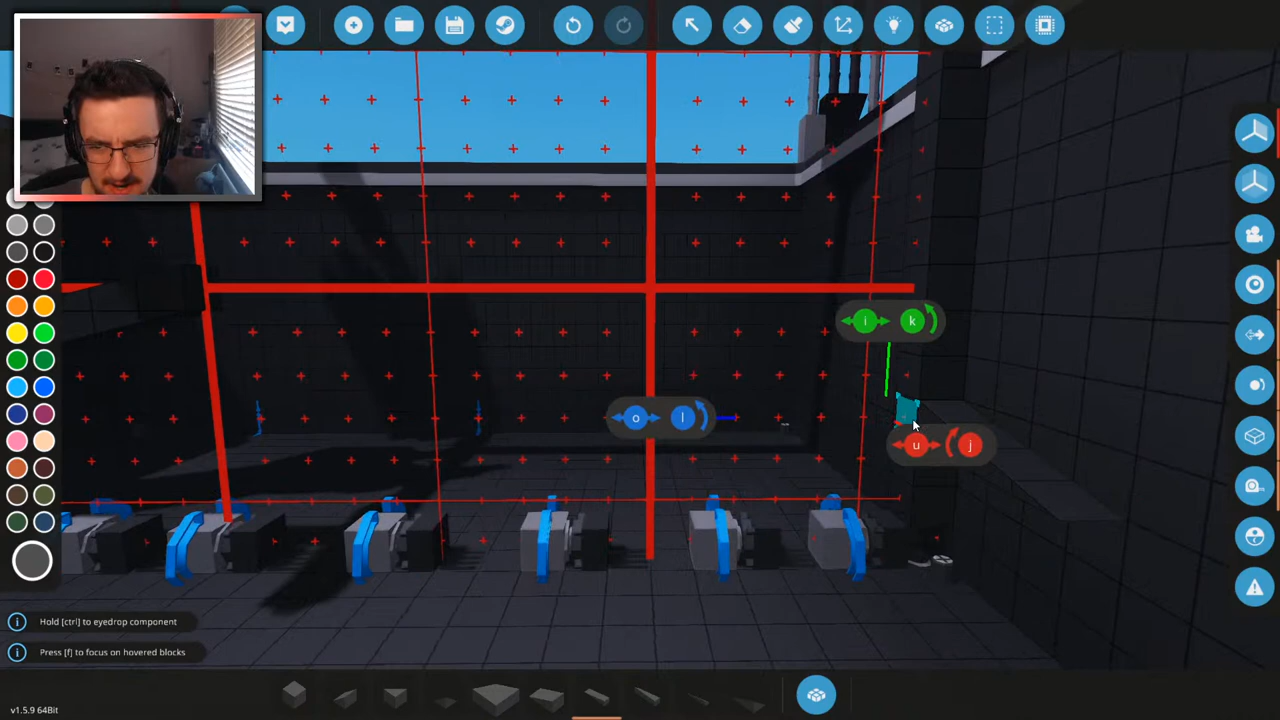 i k
o l
u j
Hold [ctrl] to eyedrop component
Press [f] to focus on hovered blocks
v1.5.9 64Bit